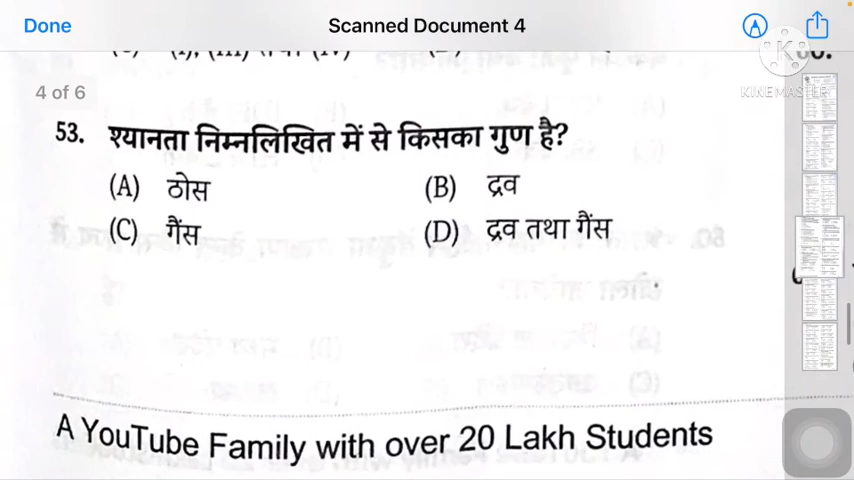 Done
Scanned Document 4
KINEMASTER
4 of 6
53. श्यानता निम्नलिखित में से किसका गुण है?
(A) ठोस
(B) द्रव
(C) गैंस
(D) द्रव तथा गैंस
A YouTube Family with over 20 Lakh Students